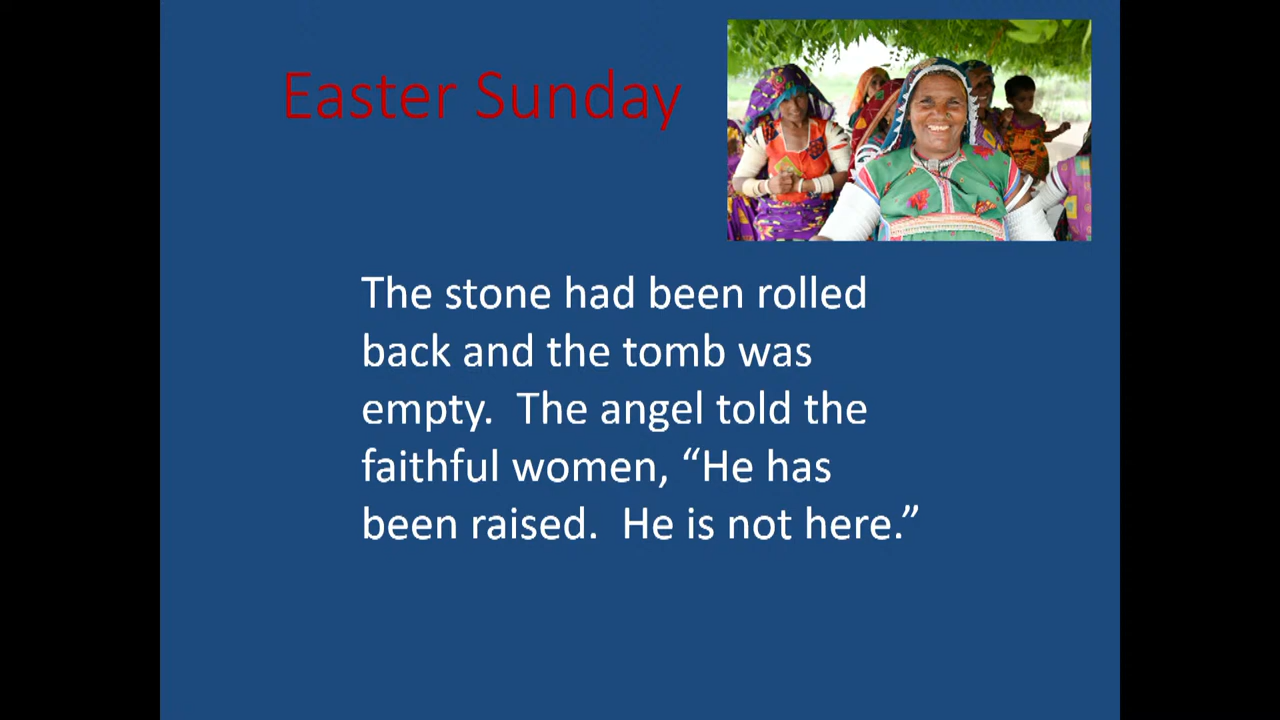 Easter Sunday
The stone had been rolled
back and the tomb was
empty.  The angel told the
faithful women, “He has
been raised.  He is not here.”